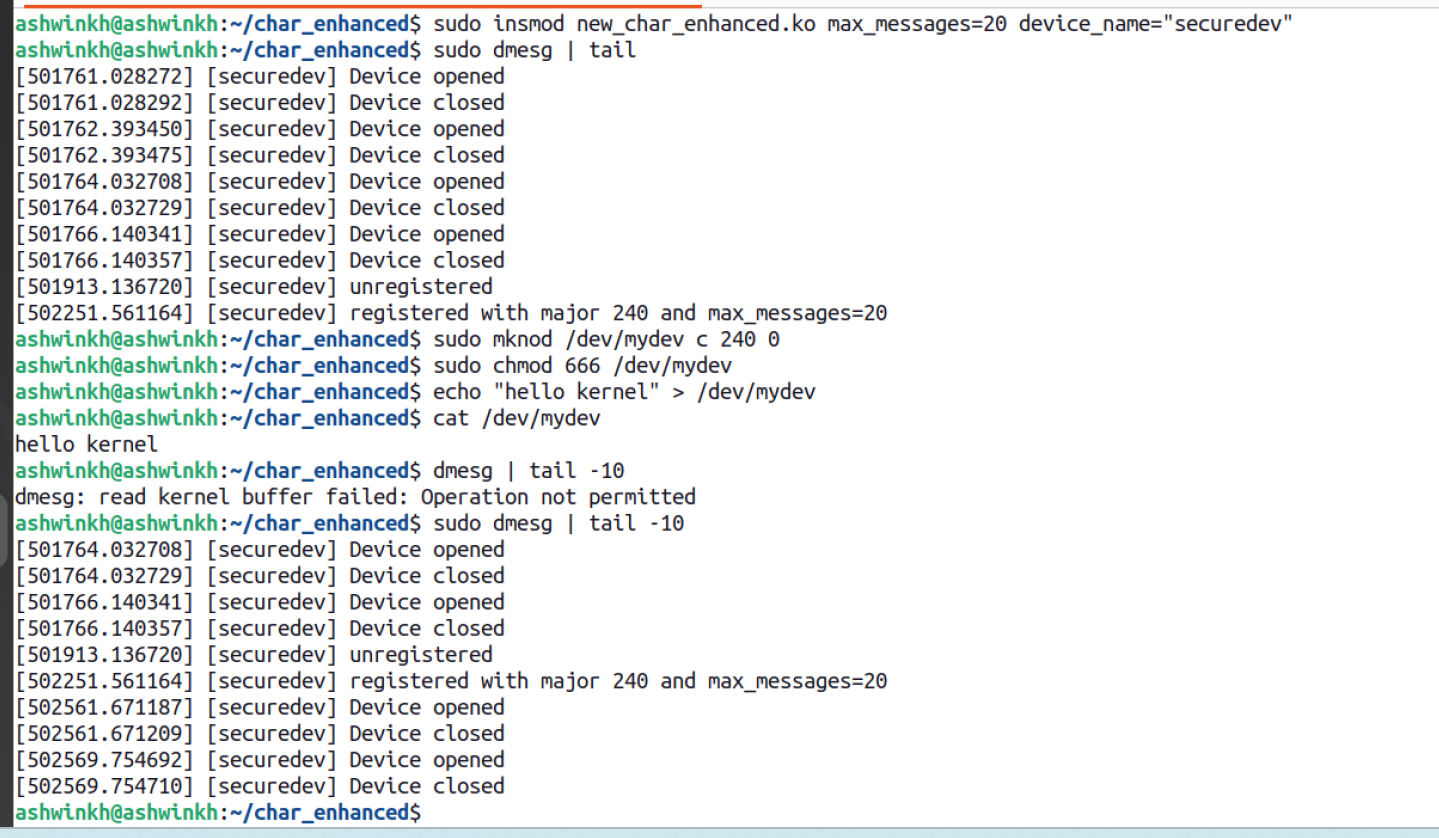 ashwinkh@ashwinkh:~/char_enhanced$ sudo insmod new_char_enhanced.ko max_messages=20 device_name="securedev"
ashwinkh@ashwinkh:~/char_enhanced$ sudo dmesg | tail
[501761.028272] [securedev] Device opened
[501761.028292] [securedev] Device closed
[501762.393450] [securedev] Device opened
[501762.393475] [securedev] Device closed
[501764.032708] [securedev] Device opened
[501764.032729] [securedev] Device closed
[501766.140341] [securedev] Device opened
[501766.140357] [securedev] Device closed
[501913.136720] [securedev] unregistered
[502251.561164] [securedev] registered with major 240 and max_messages=20
ashwinkh@ashwinkh:~/char_enhanced$ sudo mknod /dev/mydev c 240 0
ashwinkh@ashwinkh:~/char_enhanced$ sudo chmod 666 /dev/mydev
ashwinkh@ashwinkh:~/char_enhanced$ echo "hello kernel" > /dev/mydev
ashwinkh@ashwinkh:~/char_enhanced$ cat /dev/mydev
hello kernel
ashwinkh@ashwinkh:~/char_enhanced$ dmesg | tail -10
dmesg: read kernel buffer failed: Operation not permitted
ashwinkh@ashwinkh:~/char_enhanced$ sudo dmesg | tail -10
[501764.032708] [securedev] Device opened
[501764.032729] [securedev] Device closed
[501766.140341] [securedev] Device opened
[501766.140357] [securedev] Device closed
[501913.136720] [securedev] unregistered
[502251.561164] [securedev] registered with major 240 and max_messages=20
[502561.671187] [securedev] Device opened
[502561.671209] [securedev] Device closed
[502569.754692] [securedev] Device opened
[502569.754710] [securedev] Device closed
ashwinkh@ashwinkh:~/char_enhanced$